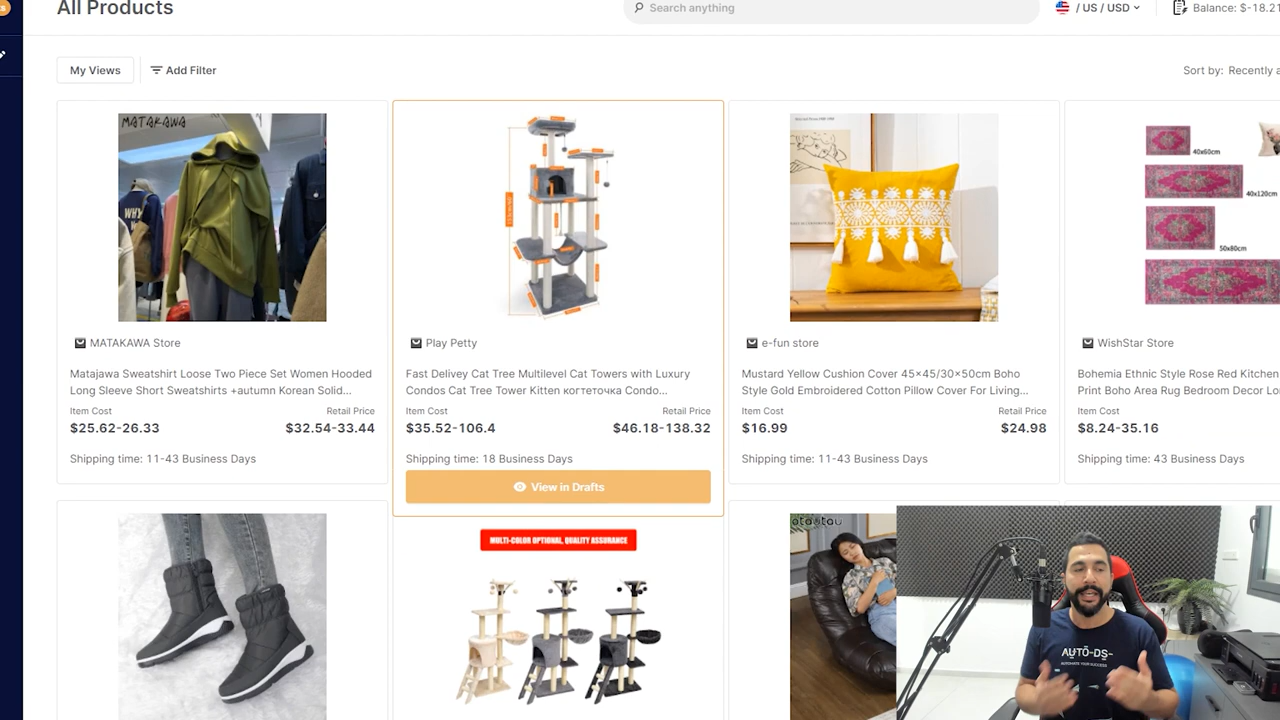 All Products
Search anything
/ US / USD
Balance: $-18.21
My Views
Add Filter
Sort by: Recently a
MATAKAWA
WHY
40x60cm
40x120cm
50x80cm
MATAKAWA Store
Play Petty
e-fun store
WishStar Store
Matajawa Sweatshirt Loose Two Piece Set Women Hooded
Long Sleeve Short Sweatshirts +autumn Korean Solid...
Fast Delivey Cat Tree Multilevel Cat Towers with Luxury
Condos Cat Tree Tower Kitten когтеточка Condo...
Mustard Yellow Cushion Cover 45x45/30x50cm Boho
Style Gold Embroidered Cotton Pillow Cover For Living...
Bohemia Ethnic Style Rose Red Kitchen
Print Boho Area Rug Bedroom Decor Lo
Item Cost
Retail Price
$25.62-26.33
$32.54-33.44
Item Cost
Retail Price
$35.52-106.4
$46.18-138.32
Item Cost
Retail Price
$16.99
$24.98
Item Cost
$8.24-35.16
Shipping time: 11-43 Business Days
Shipping time: 18 Business Days
Shipping time: 11-43 Business Days
Shipping time: 43 Business Days
View in Drafts
MULTI-COLOR OPTIONAL, QUALITY ASSURANCE
AUTO-DS-
AUTOMATE YOUR SUCCESS